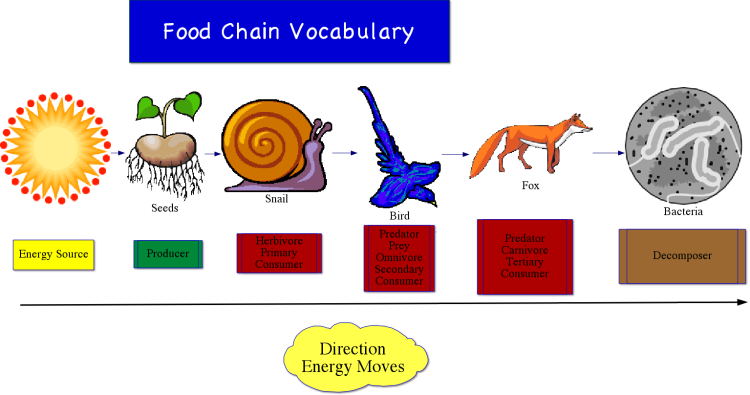 Food Chain Vocabulary
Seeds
Snail
Bird
Fox
Bacteria
Energy Source
Producer
Herbivore
Primary
Consumer
Predator
Prey
Omnivore
Secondary
Consumer
Predator
Carnivore
Tertiary
Consumer
Decomposer
Direction
Energy Moves